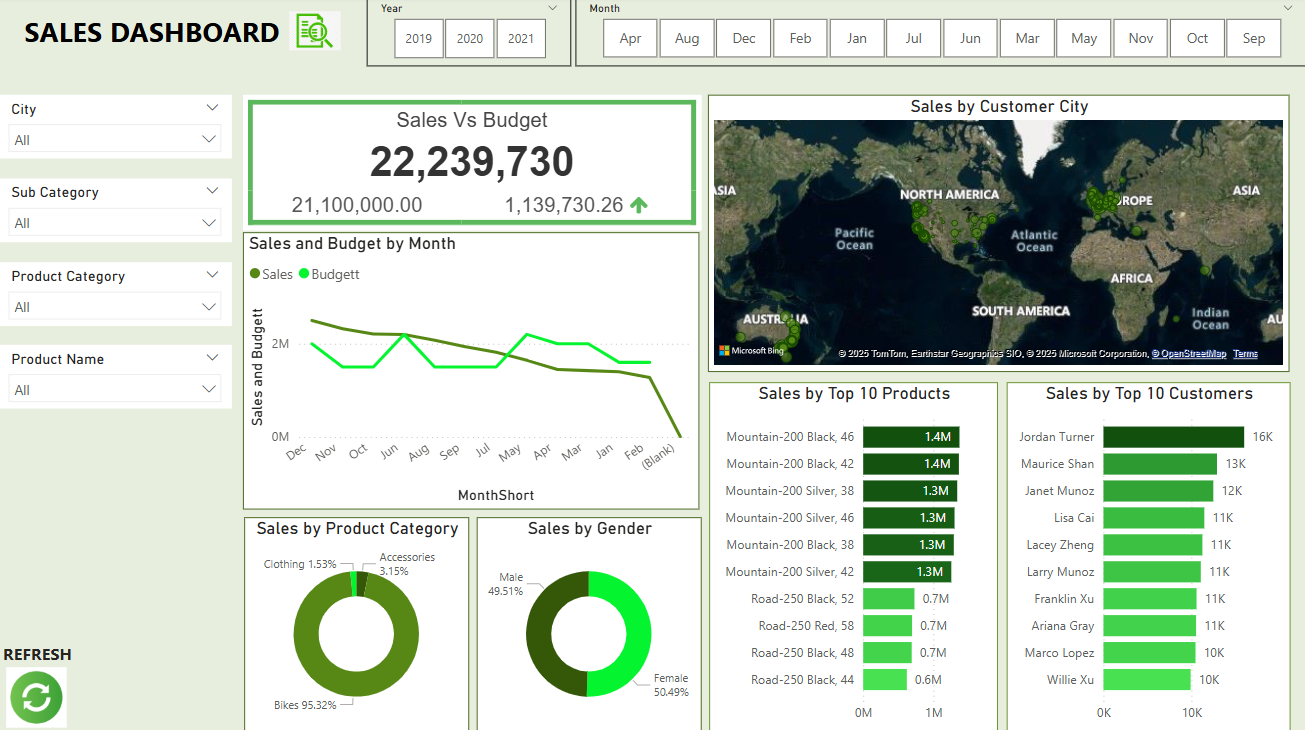 SALES DASHBOARD
Year
2019 2020 2021
Month
Apr Aug Dec Feb Jan Jul Jun Mar May Nov Oct Sep
City
All
Sub Category
All
Product Category
All
Product Name
All
REFRESH
Sales Vs Budget
22,239,730
21,100,000.00 1,139,730.26
Sales and Budget by Month
Sales Budgett
Sales and Budgett
2M
0M
Dec Nov Oct Jun Aug Sep Jul May Apr Mar Jan Feb (Blank)
MonthShort
Sales by Product Category
Clothing 1.53%
Accessories
3.15%
Bikes 95.32%
Sales by Gender
Male
49.51%
Female
50.49%
Sales by Customer City
ASIA
NORTH AMERICA
ROPE
ASIA
Pacific
Ocean
Atlantic
Ocean
AFRICA
SOUTH AMERICA
Indian
Ocean
AUSTR IA
AU
Microsoft Bing
© 2025 TomTom, Earthstar Geographics SIO, © 2025 Microsoft Corporation, © OpenStreetMap Terms
Sales by Top 10 Products
Mountain-200 Black, 46 1.4M
Mountain-200 Black, 42 1.4M
Mountain-200 Silver, 38 1.3M
Mountain-200 Silver, 46 1.3M
Mountain-200 Black, 38 1.3M
Mountain-200 Silver, 42 1.3M
Road-250 Black, 52 0.7M
Road-250 Red, 58 0.7M
Road-250 Black, 48 0.7M
Road-250 Black, 44 0.6M
0M 1M
Sales by Top 10 Customers
Jordan Turner 16K
Maurice Shan 13K
Janet Munoz 12K
Lisa Cai 11K
Lacey Zheng 11K
Larry Munoz 11K
Franklin Xu 11K
Ariana Gray 11K
Marco Lopez 10K
Willie Xu 10K
0K 10K